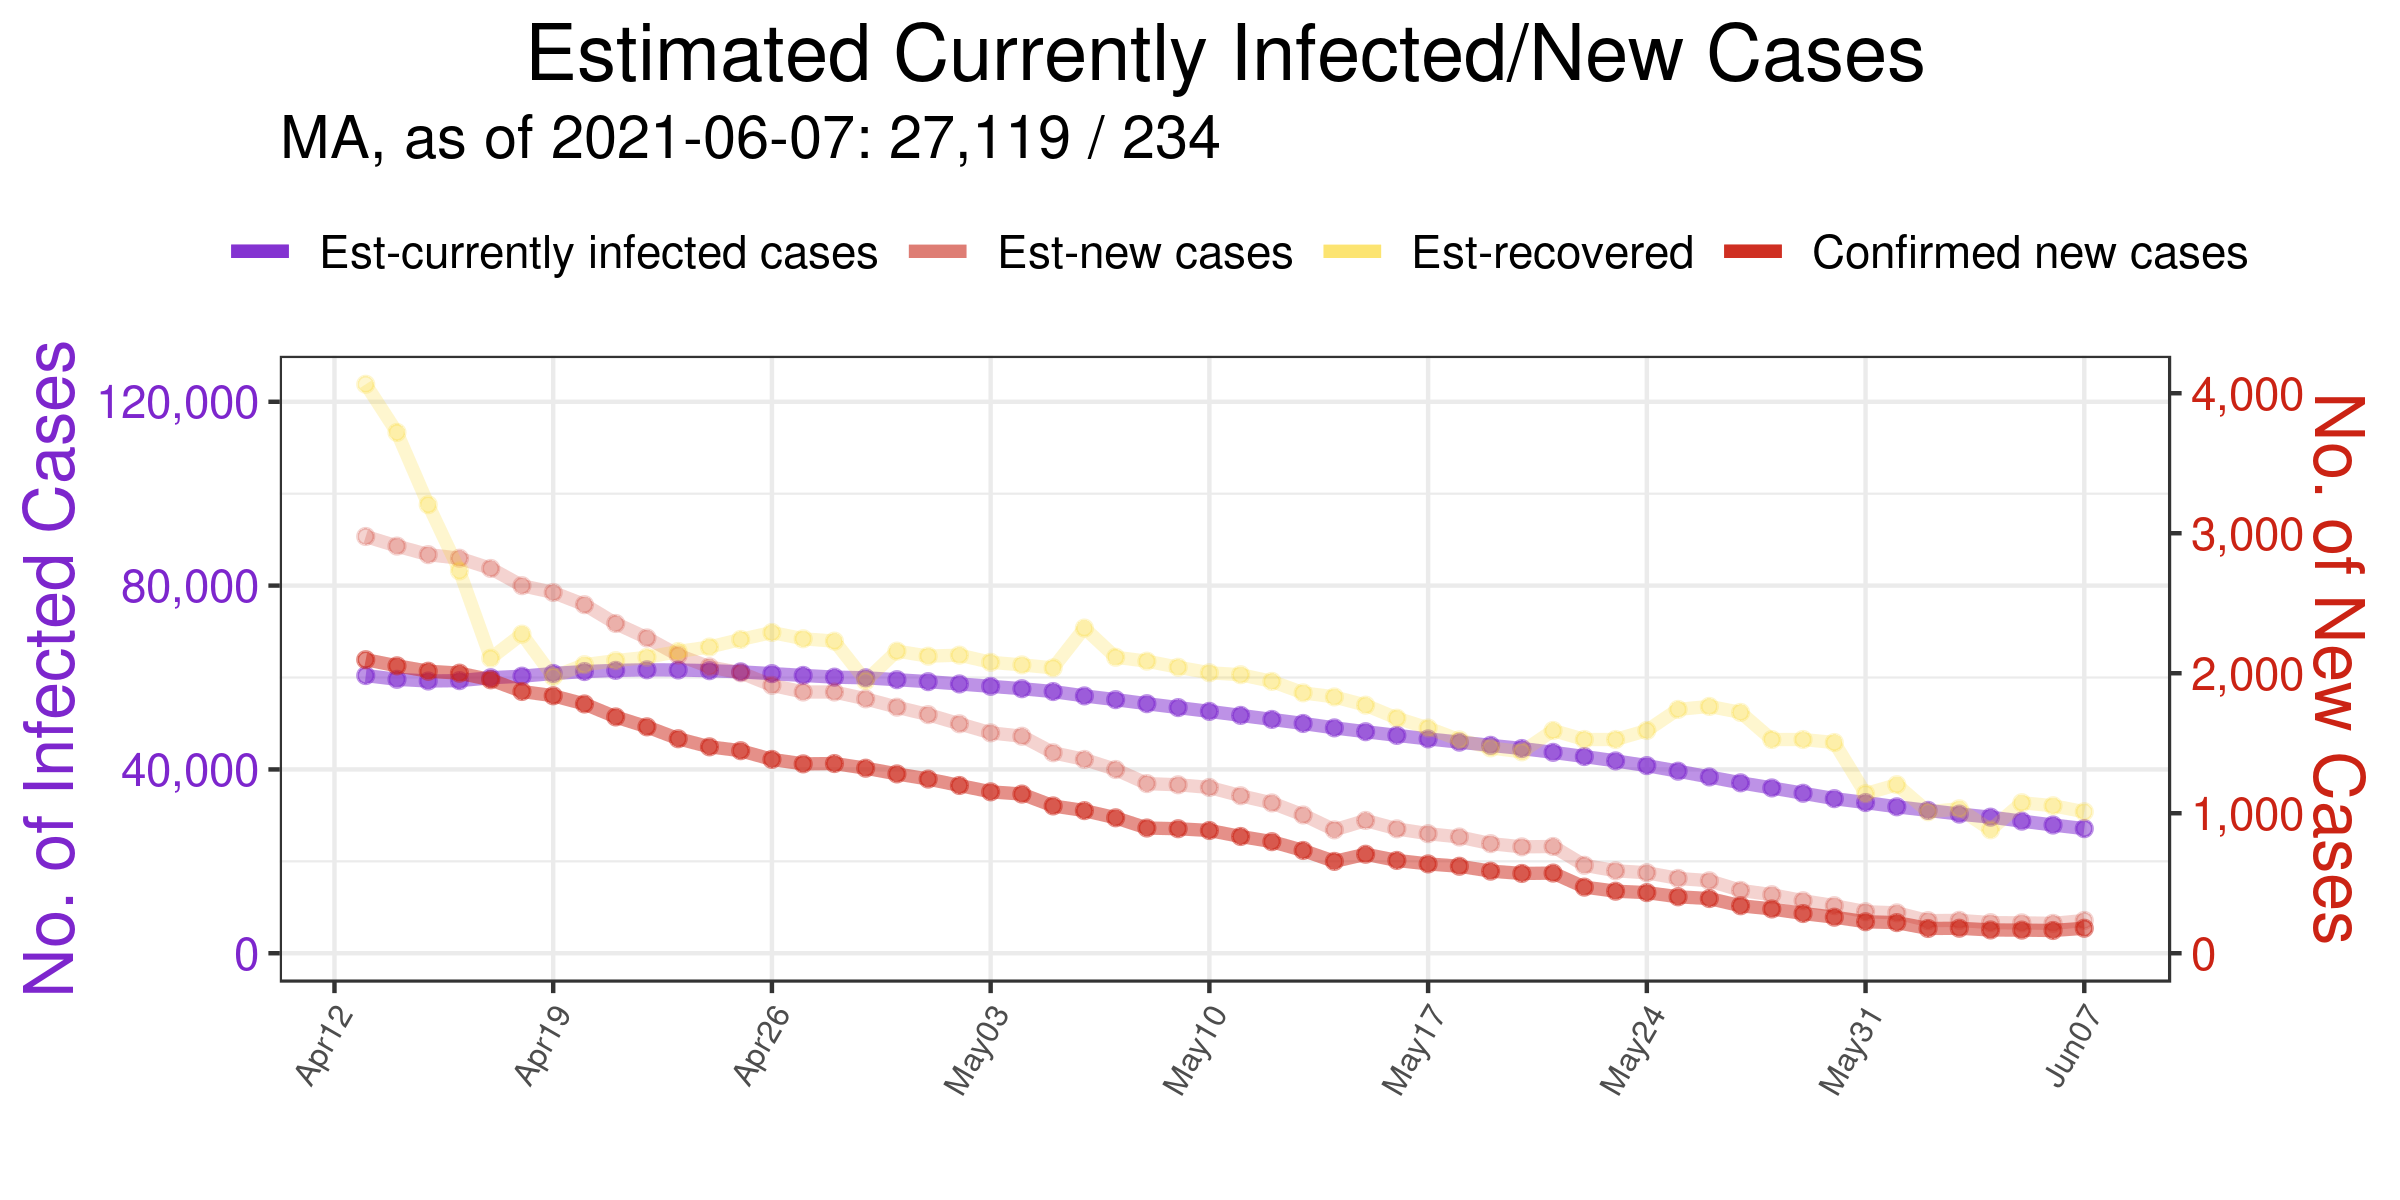 Estimated Currently Infected/New Cases
MA, as of 2021-06-07: 27,119 / 234
Est-currently infected cases Est-new cases Est-recovered Confirmed new cases
No. of Infected Cases
120,000
80,000
40,000
0
4,000
3,000
2,000
1,000
0
No. of New Cases
Apr12 Apr19 Apr26 May03 May10 May17 May24 May31 Jun07